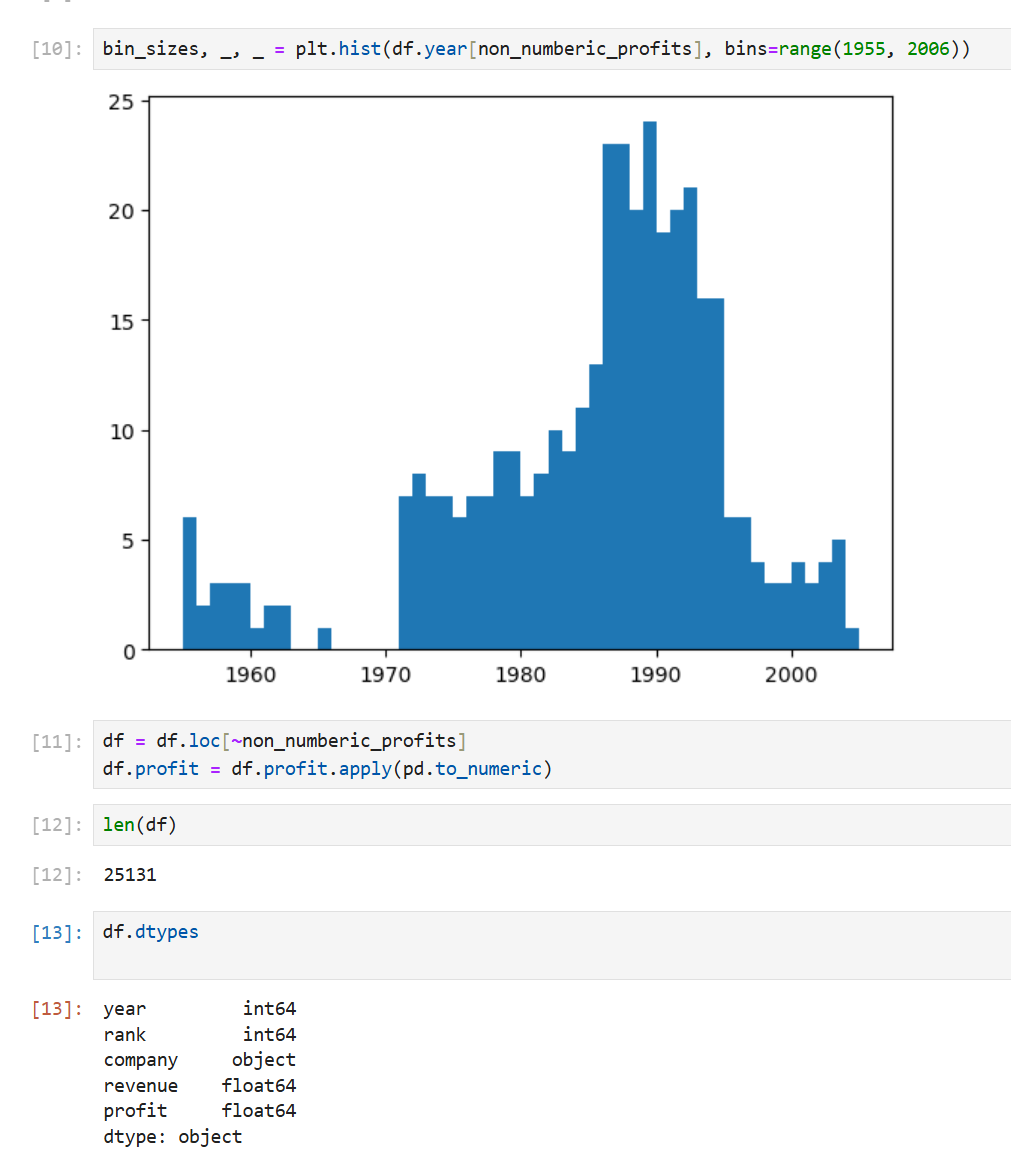 [10]: bin_sizes, _, _ = plt.hist(df.year[non_numberic_profits], bins=range(1955, 2006))
25
20
15
10
5
0
1960 1970 1980 1990 2000
[11]: df = df.loc[~non_numberic_profits]
df.profit = df.profit.apply(pd.to_numeric)
[12]: len(df)
[12]: 25131
[13]: df.dtypes
[13]: year int64
rank int64
company object
revenue float64
profit float64
dtype: object